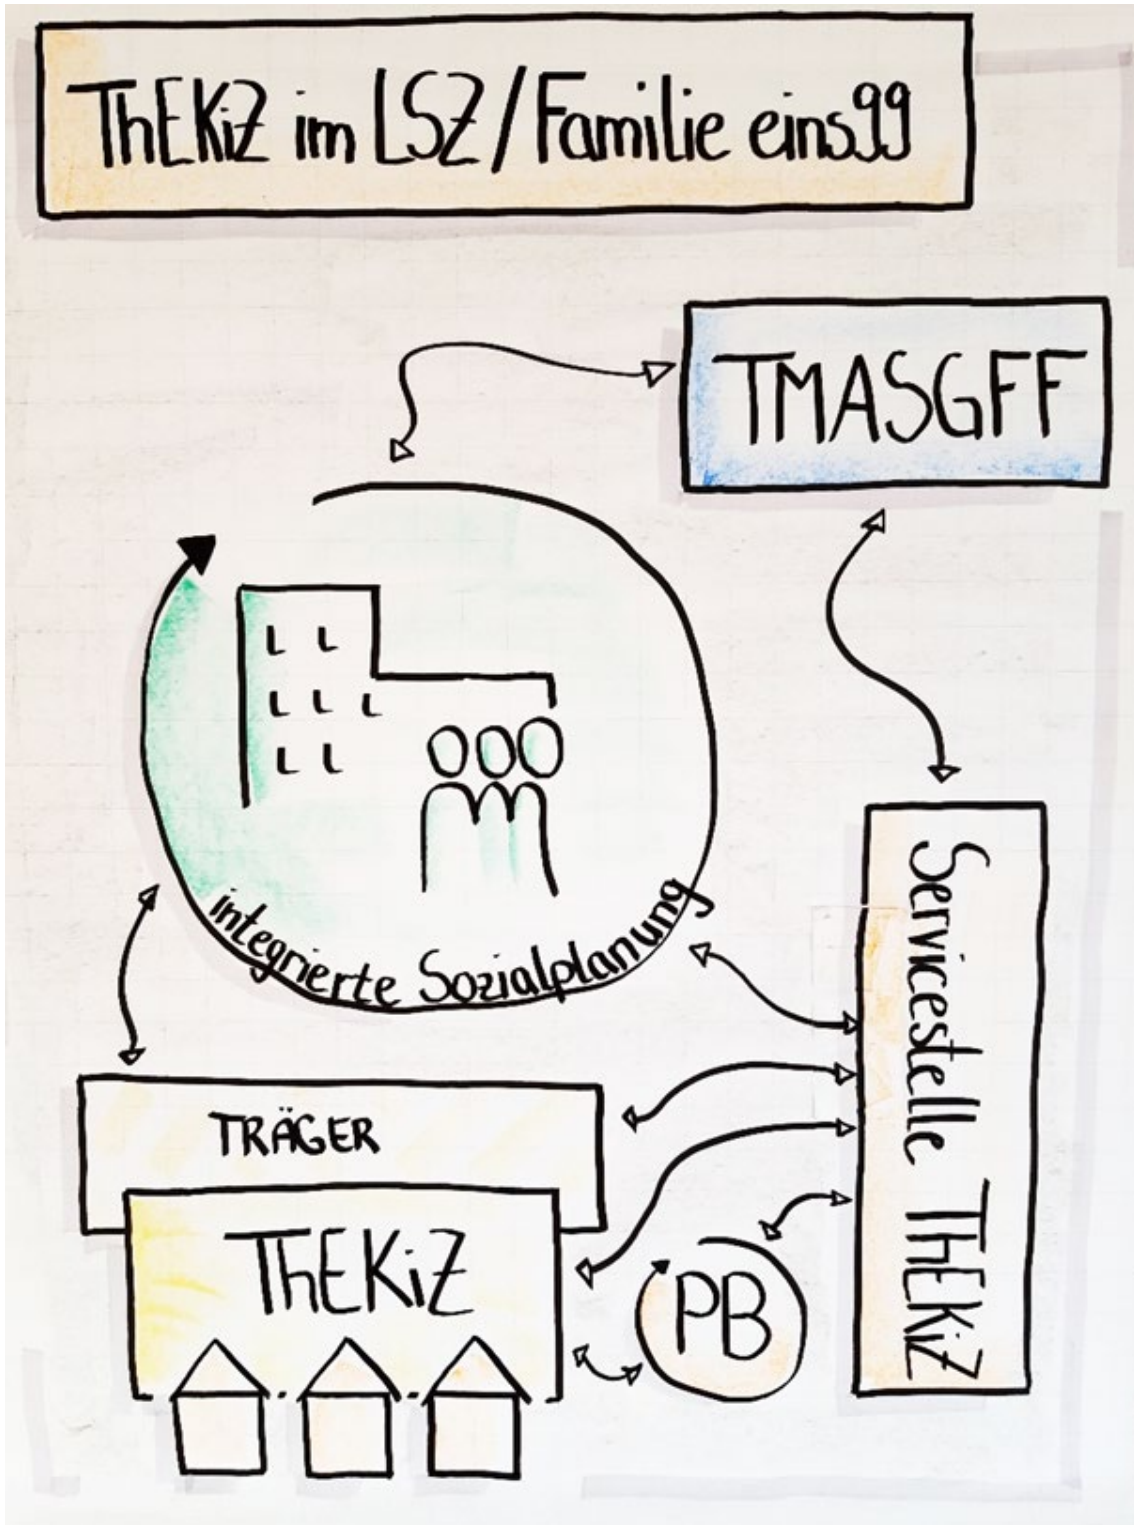 ThEKiZ im LSZ/Familie eins99
TMASGFF
integrierte Sozialplanung
Servicestelle ThEKiZ
TRÄGER
ThEKiZ
PB